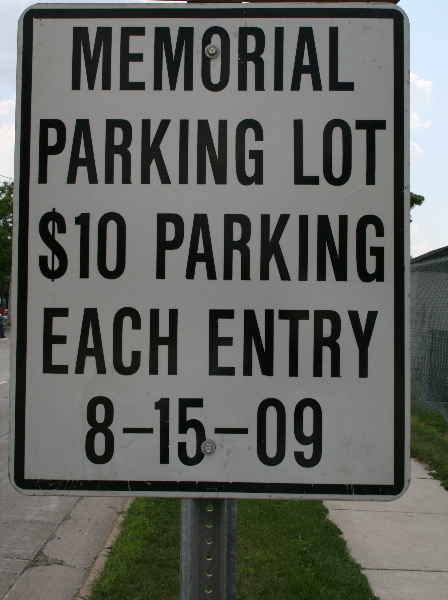 MEMORIAL
PARKING LOT
$10 PARKING
EACH ENTRY
8-15-09